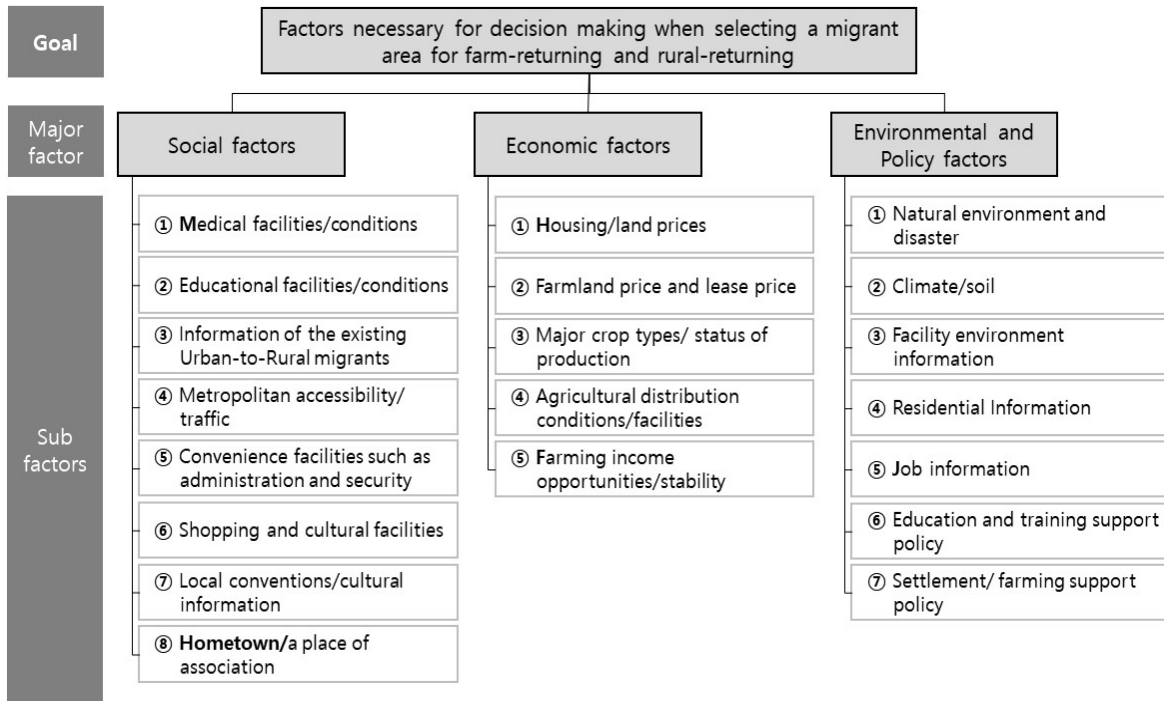 Goal
Factors necessary for decision making when selecting a migrant
area for farm-returning and rural-returning
Major
factor
Social factors
Economic factors
Environmental and
Policy factors
Sub
factors
① Medical facilities/conditions
② Educational facilities/conditions
③ Information of the existing
Urban-to-Rural migrants
④ Metropolitan accessibility/
traffic
⑤ Convenience facilities such as
administration and security
⑥ Shopping and cultural facilities
⑦ Local conventions/cultural
information
⑧ Hometown/a place of
association
① Housing/land prices
② Farmland price and lease price
③ Major crop types/ status of
production
④ Agricultural distribution
conditions/facilities
⑤ Farming income
opportunities/stability
① Natural environment and
disaster
② Climate/soil
③ Facility environment
information
④ Residential Information
⑤ Job information
⑥ Education and training support
policy
⑦ Settlement/ farming support
policy